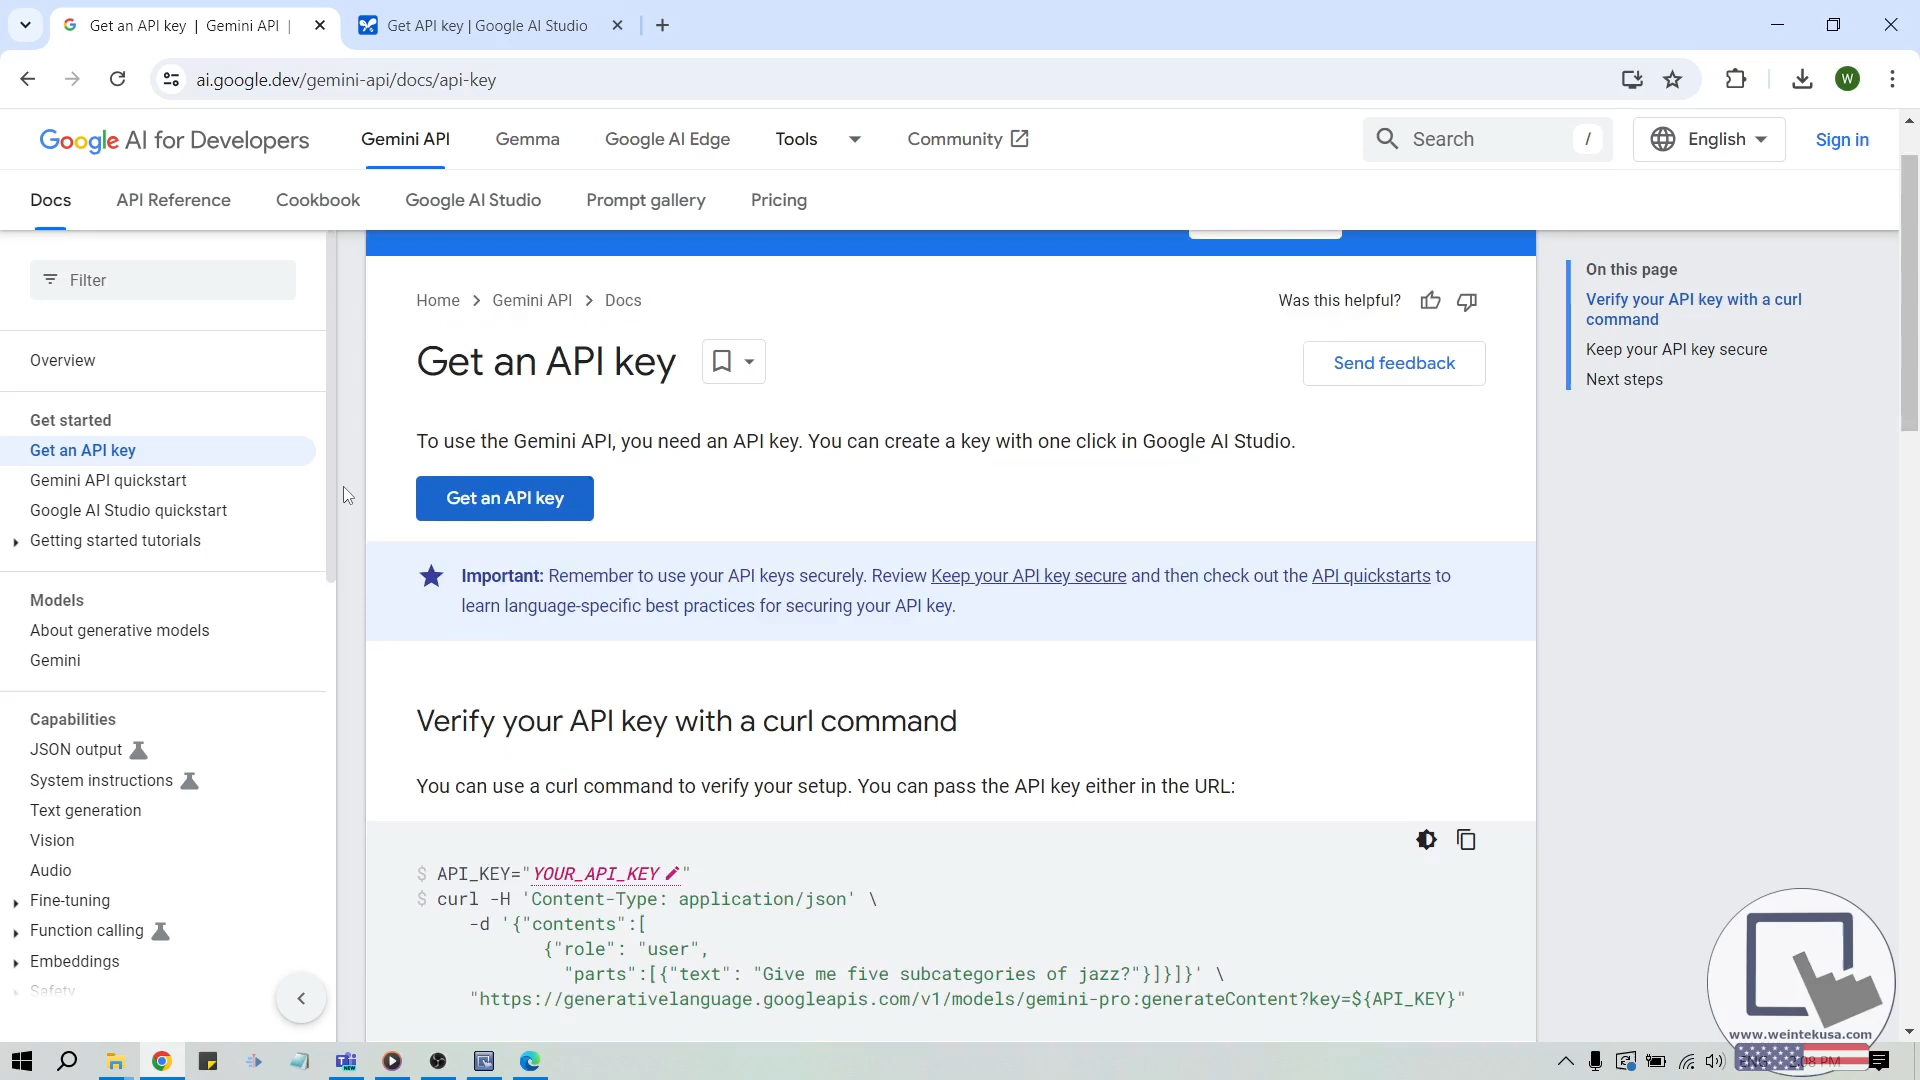 Get an API key | Gemini API |
Get API key | Google AI Studio
ai.google.dev/gemini-api/docs/api-key
W
Google AI for Developers
Gemini API
Gemma
Google AI Edge
Tools
Community
Search
/
English
Sign in
Docs
API Reference
Cookbook
Google AI Studio
Prompt gallery
Pricing
Filter
Overview
Get started
Get an API key
Gemini API quickstart
Google AI Studio quickstart
Getting started tutorials
Models
About generative models
Gemini
Capabilities
JSON output
System instructions
Text generation
Vision
Audio
Fine-tuning
Function calling
Embeddings
Safety
Home > Gemini API > Docs
Was this helpful?
Get an API key
Send feedback
To use the Gemini API, you need an API key. You can create a key with one click in Google AI Studio.
Get an API key
Important: Remember to use your API keys securely. Review Keep your API key secure and then check out the API quickstarts to
learn language-specific best practices for securing your API key.
Verify your API key with a curl command
You can use a curl command to verify your setup. You can pass the API key either in the URL:
$ API_KEY="YOUR_API_KEY"
$ curl -H 'Content-Type: application/json' \
-d '{"contents":[
{"role": "user",
"parts":[{"text": "Give me five subcategories of jazz?"}]}]}' \
"https://generativelanguage.googleapis.com/v1/models/gemini-pro:generateContent?key=${API_KEY}"
On this page
Verify your API key with a curl
command
Keep your API key secure
Next steps
www.weintekusa.com
NEW